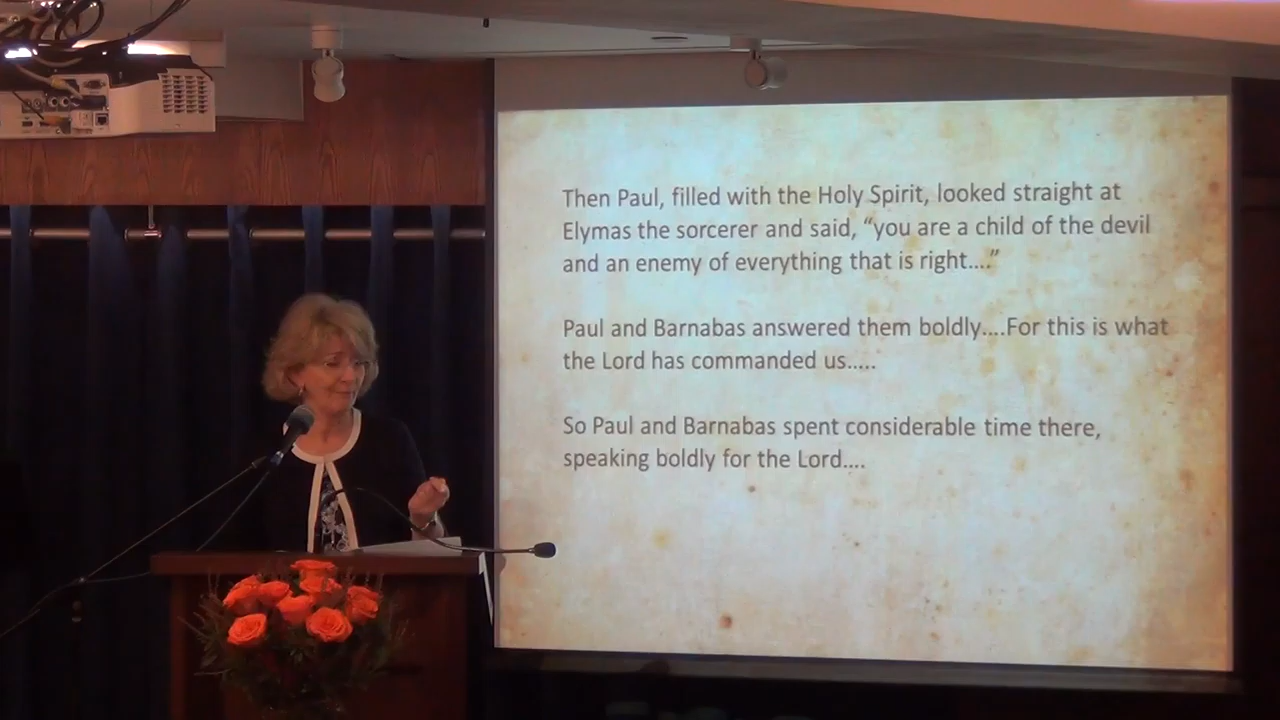 Then Paul, filled with the Holy Spirit, looked straight at
Elymas the sorcerer and said, “you are a child of the devil
and an enemy of everything that is right....”
Paul and Barnabas answered them boldly....For this is what
the Lord has commanded us.....
So Paul and Barnabas spent considerable time there,
speaking boldly for the Lord....